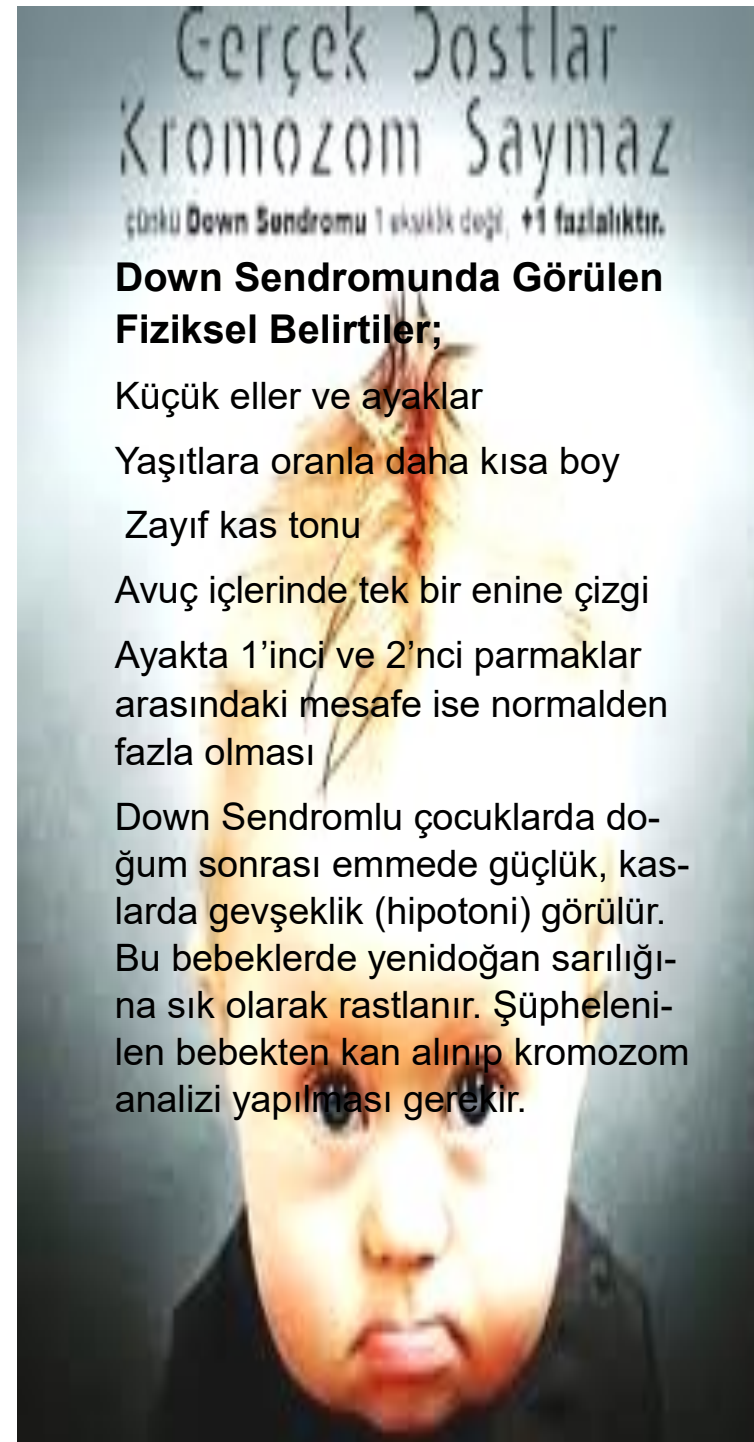 Gerçek Dostlar
Kromozom Saymaz
çünkü Down Sendromu 1 eksiklik değil, +1 fazlalıktır.
Down Sendromunda Görülen
Fiziksel Belirtiler;
Küçük eller ve ayaklar
Yaşıtlara oranla daha kısa boy
Zayıf kas tonu
Avuç içlerinde tek bir enine çizgi
Ayakta 1’inci ve 2’nci parmaklar
arasındaki mesafe ise normalden
fazla olması
Down Sendromlu çocuklarda do-
ğum sonrası emmede güçlük, kas-
larda gevşeklik (hipotoni) görülür.
Bu bebeklerde yenidoğan sarılığı-
na sık olarak rastlanır. Şüpheleni-
len bebekten kan alınıp kromozom
analizi yapılması gerekir.